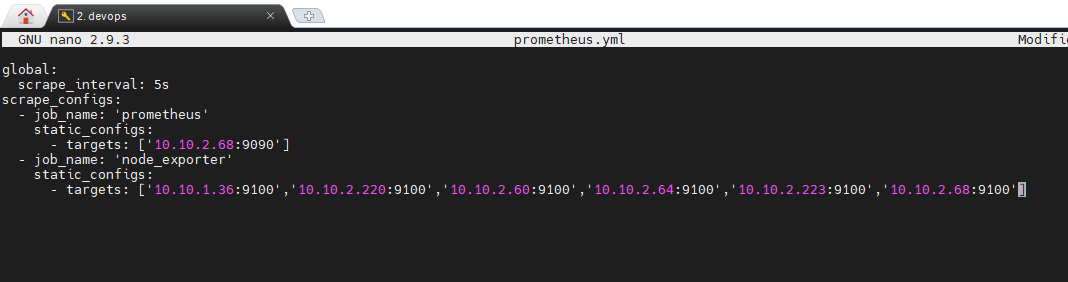 2. devops
GNU nano 2.9.3 prometheus.yml Modifi
global:
  scrape_interval: 5s
scrape_configs:
  - job_name: 'prometheus'
    static_configs:
      - targets: ['10.10.2.68:9090']
  - job_name: 'node_exporter'
    static_configs:
      - targets: ['10.10.1.36:9100','10.10.2.220:9100','10.10.2.60:9100','10.10.2.64:9100','10.10.2.223:9100','10.10.2.68:9100']